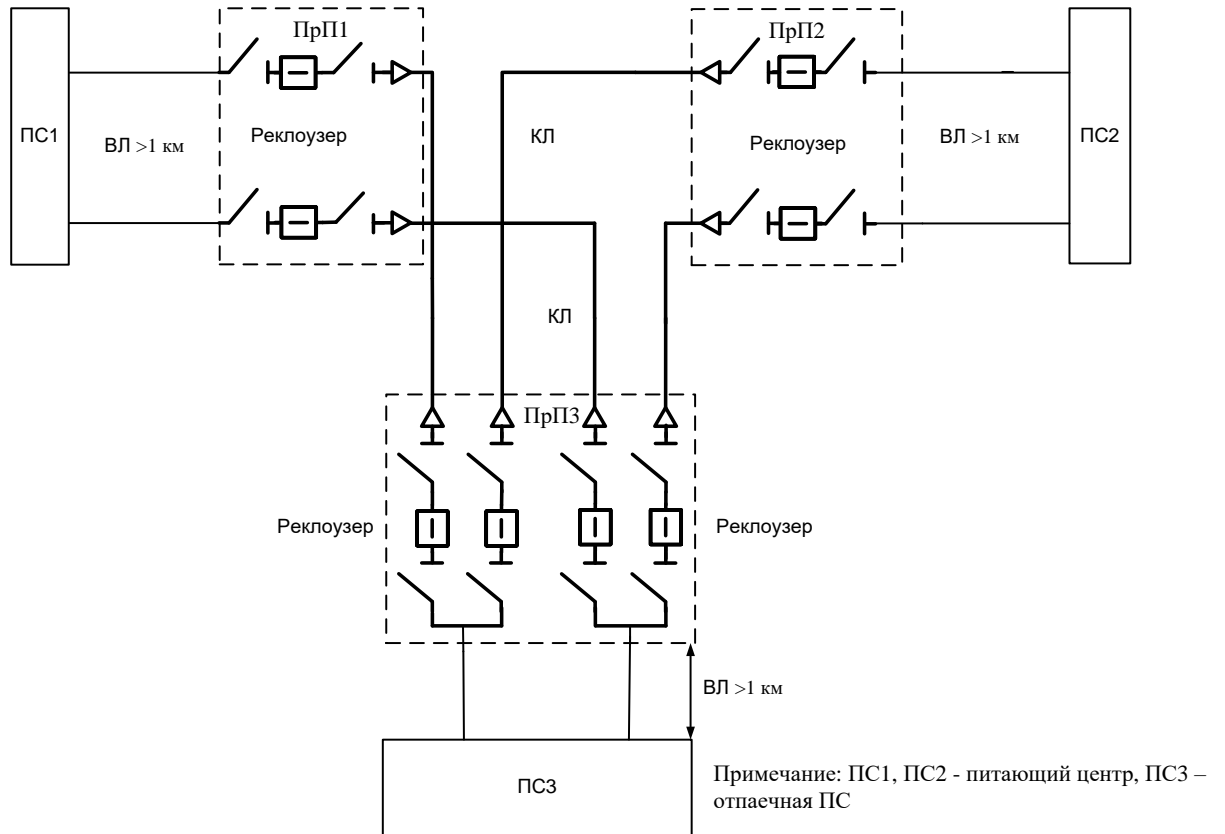 ПрП1
ПрП2
ПС1
ВЛ >1 км
Реклоузер
КЛ
Реклоузер
ВЛ >1 км
ПС2
КЛ
ПрП3
Реклоузер
Реклоузер
ВЛ >1 км
ПС3
Примечание: ПС1, ПС2 - питающий центр, ПС3 –
отпаечная ПС